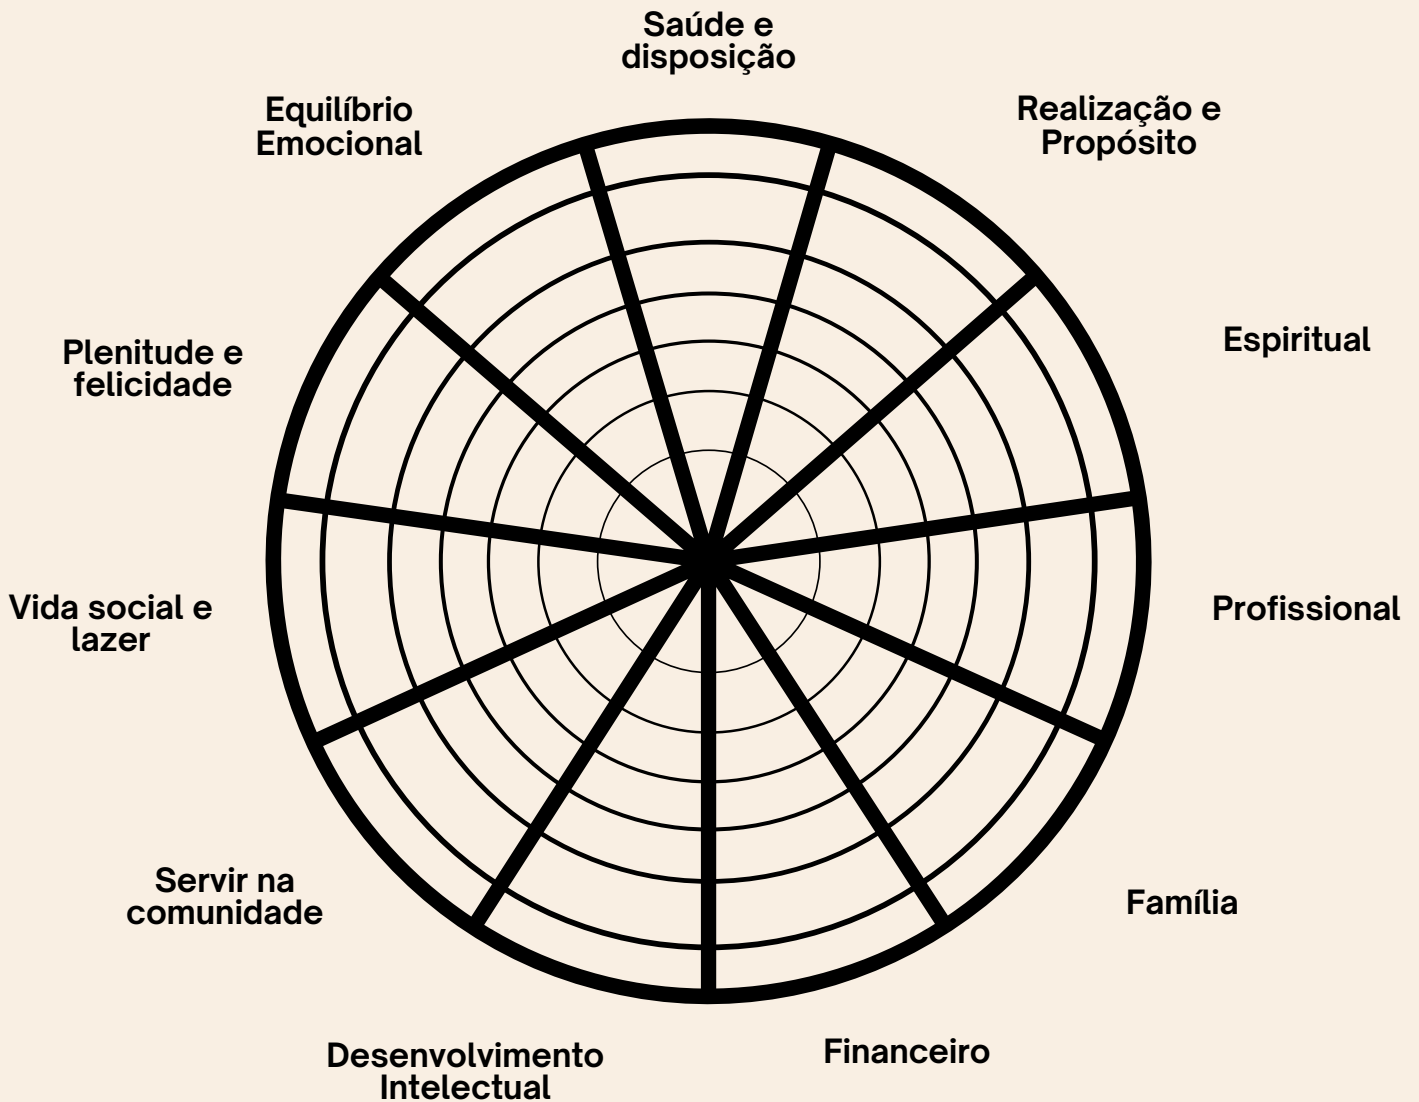 Saúde e
disposição
Equilíbrio
Emocional
Realização e
Propósito
Plenitude e
felicidade
Espiritual
Vida social e
lazer
Profissional
Servir na
comunidade
Família
Desenvolvimento
Intelectual
Financeiro